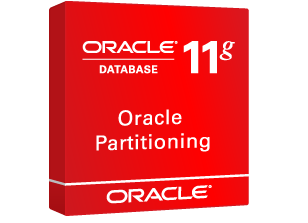 ORACLE
DATABASE
11g
Oracle
Partitioning
ORACLE